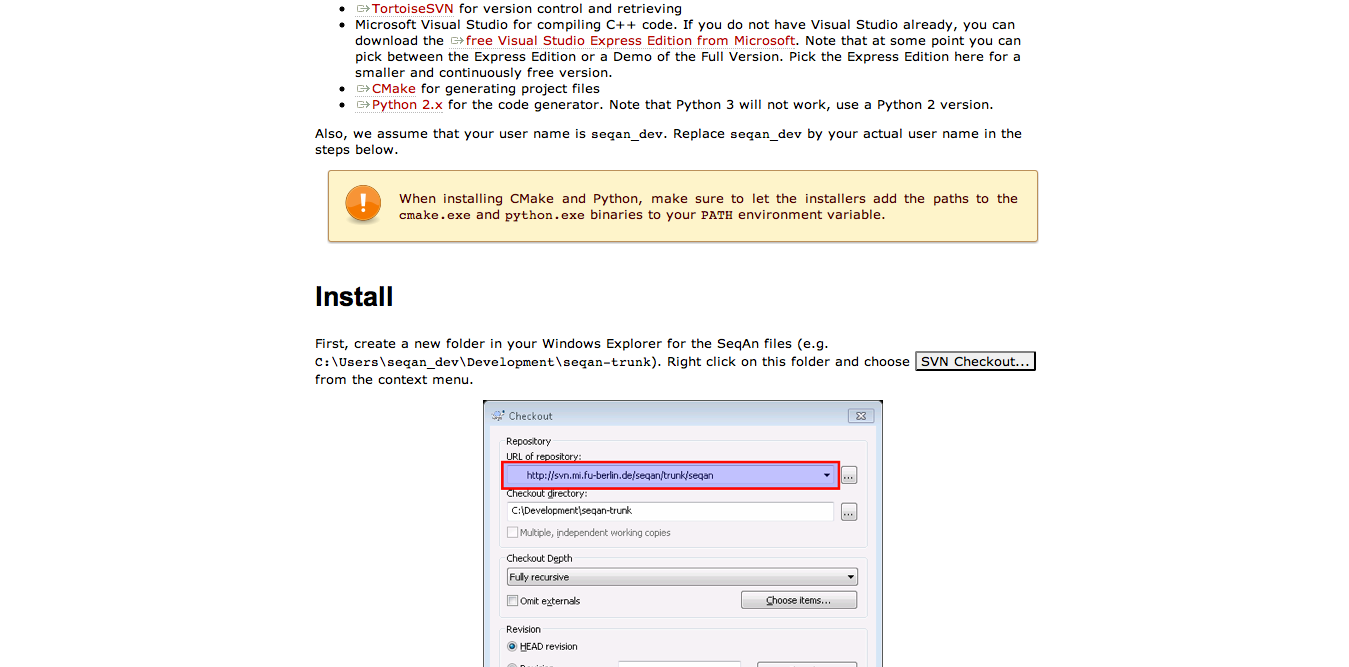 TortoiseSVN for version control and retrieving
Microsoft Visual Studio for compiling C++ code. If you do not have Visual Studio already, you can
download the free Visual Studio Express Edition from Microsoft. Note that at some point you can
pick between the Express Edition or a Demo of the Full Version. Pick the Express Edition here for a
smaller and continuously free version.
CMake for generating project files
Python 2.x for the code generator. Note that Python 3 will not work, use a Python 2 version.
Also, we assume that your user name is seqan_dev. Replace seqan_dev by your actual user name in the
steps below.
When installing CMake and Python, make sure to let the installers add the paths to the
cmake.exe and python.exe binaries to your PATH environment variable.
Install
First, create a new folder in your Windows Explorer for the SeqAn files (e.g.
C:\Users\seqan_dev\Development\seqan-trunk). Right click on this folder and choose SVN Checkout...
from the context menu.
Checkout
Repository
URL of repository:
http://svn.mi.fu-berlin.de/seqan/trunk/seqan
...
Checkout directory:
C:\Development\seqan-trunk
...
Multiple, independent working copies
Checkout Depth
Fully recursive
Omit externals
Choose items...
Revision
HEAD revision